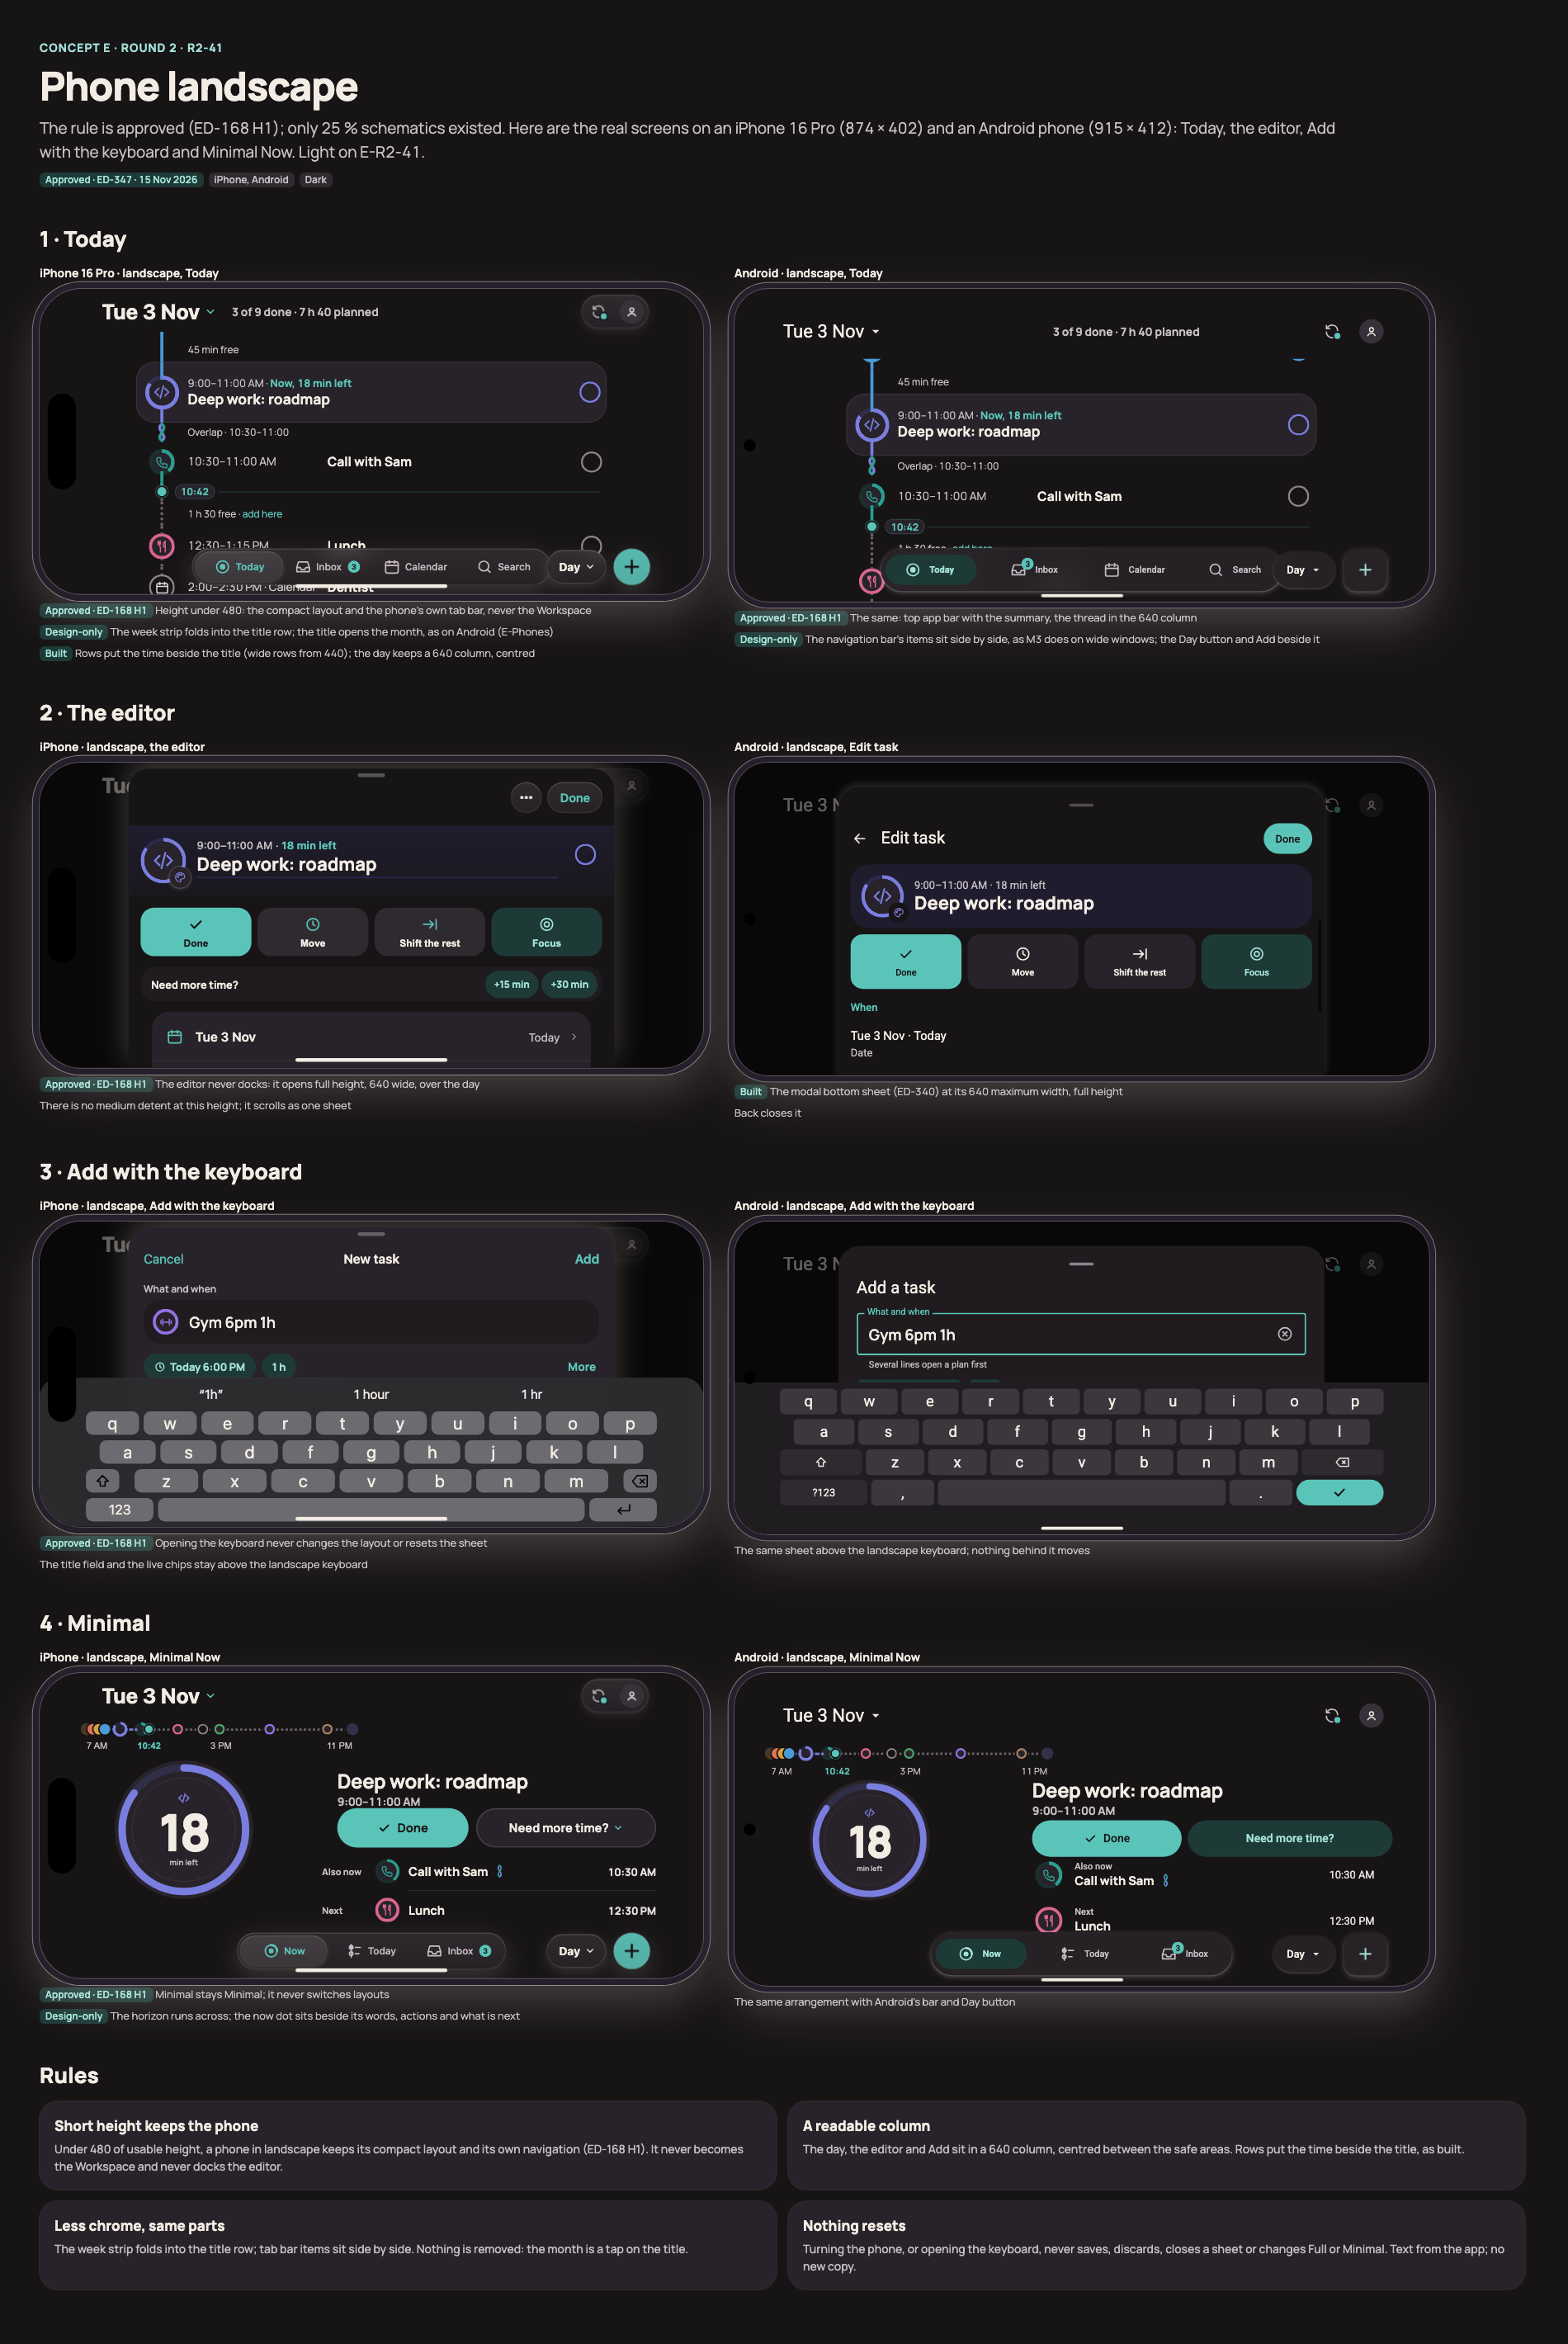 CONCEPT E · ROUND 2 · R2-41
Phone landscape
The rule is approved (ED-168 H1); only 25 % schematics existed. Here are the real screens on an iPhone 16 Pro (874 × 402) and an Android phone (915 × 412): Today, the editor, Add
with the keyboard and Minimal Now. Light on E-R2-41.
Approved · ED-347 · 15 Nov 2026
iPhone, Android
Dark
1 · Today
iPhone 16 Pro · landscape, Today
Tue 3 Nov
3 of 9 done · 7 h 40 planned
45 min free
9:00–11:00 AM · Now, 18 min left
Deep work: roadmap
Overlap · 10:30–11:00
10:30–11:00 AM
Call with Sam
10:42
1 h 30 free · add here
12:30–1:15 PM
Lunch
Today
Inbox
3
Calendar
Search
Day
2:00–2:30 PM · Calendar
Dentist
Approved · ED-168 H1 Height under 480: the compact layout and the phone's own tab bar, never the Workspace
Design-only The week strip folds into the title row; the title opens the month, as on Android (E-Phones)
Built Rows put the time beside the title (wide rows from 440); the day keeps a 640 column, centred
Android · landscape, Today
Tue 3 Nov
3 of 9 done · 7 h 40 planned
45 min free
9:00–11:00 AM · Now, 18 min left
Deep work: roadmap
Overlap · 10:30–11:00
10:30–11:00 AM
Call with Sam
10:42
1 h 30 free · add here
Today
3
Inbox
Calendar
Search
Day
Approved · ED-168 H1 The same: top app bar with the summary, the thread in the 640 column
Design-only The navigation bar's items sit side by side, as M3 does on wide windows; the Day button and Add beside it
2 · The editor
iPhone · landscape, the editor
Tue
Done
9:00–11:00 AM · 18 min left
Deep work: roadmap
Done
Move
Shift the rest
Focus
Need more time?
+15 min
+30 min
Tue 3 Nov
Today
Approved · ED-168 H1 The editor never docks: it opens full height, 640 wide, over the day
There is no medium detent at this height; it scrolls as one sheet
Android · landscape, Edit task
Tue 3 N
Edit task
Done
9:00–11:00 AM · 18 min left
Deep work: roadmap
Done
Move
Shift the rest
Focus
When
Tue 3 Nov · Today
Date
Built The modal bottom sheet (ED-340) at its 640 maximum width, full height
Back closes it
3 · Add with the keyboard
iPhone · landscape, Add with the keyboard
Tue
Cancel
New task
Add
What and when
Gym 6pm 1h
Today 6:00 PM
1 h
More
“1h”
1 hour
1 hr
q w e r t y u i o p
a s d f g h j k l
z x c v b n m
123
Approved · ED-168 H1 Opening the keyboard never changes the layout or resets the sheet
The title field and the live chips stay above the landscape keyboard
Android · landscape, Add with the keyboard
Tue 3 N
Add a task
What and when
Gym 6pm 1h
Several lines open a plan first
q w e r t y u i o p
a s d f g h j k l
z x c v b n m
?123 , .
The same sheet above the landscape keyboard; nothing behind it moves
4 · Minimal
iPhone · landscape, Minimal Now
Tue 3 Nov
7 AM
10:42
3 PM
11 PM
18
min left
Deep work: roadmap
9:00–11:00 AM
Done
Need more time?
Also now
Call with Sam
10:30 AM
Next
Lunch
12:30 PM
Now
Today
Inbox
3
Day
Approved · ED-168 H1 Minimal stays Minimal; it never switches layouts
Design-only The horizon runs across; the now dot sits beside its words, actions and what is next
Android · landscape, Minimal Now
Tue 3 Nov
7 AM
10:42
3 PM
11 PM
18
min left
Deep work: roadmap
9:00–11:00 AM
Done
Need more time?
Also now
Call with Sam
10:30 AM
Next
Lunch
12:30 PM
Now
Today
3
Inbox
Day
The same arrangement with Android's bar and Day button
Rules
Short height keeps the phone
Under 480 of usable height, a phone in landscape keeps its compact layout and its own navigation (ED-168 H1). It never becomes
the Workspace and never docks the editor.
A readable column
The day, the editor and Add sit in a 640 column, centred between the safe areas. Rows put the time beside the title, as built.
Less chrome, same parts
The week strip folds into the title row; tab bar items sit side by side. Nothing is removed: the month is a tap on the title.
Nothing resets
Turning the phone, or opening the keyboard, never saves, discards, closes a sheet or changes Full or Minimal. Text from the app; no
new copy.